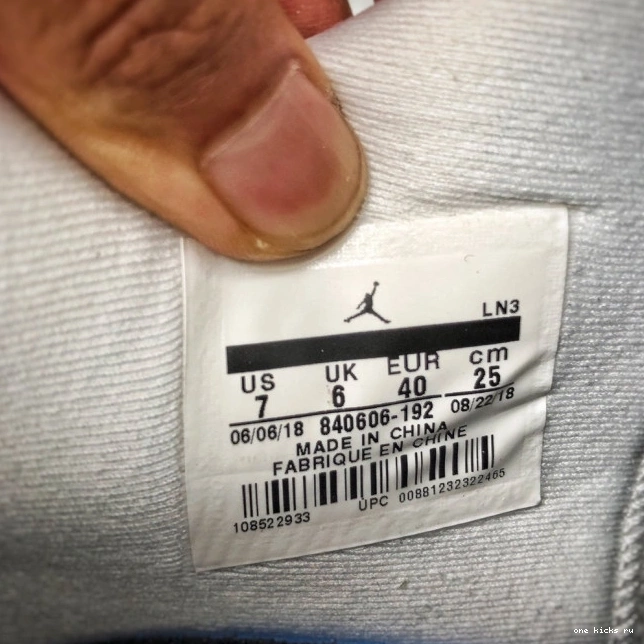 LN3
US UK EUR cm
7 6 40 25
06/06/18 840606-192 08/22/18
MADE IN CHINA
FABRIQUE EN CHINE
108522933 UPC 00881232322465
one kicks ru